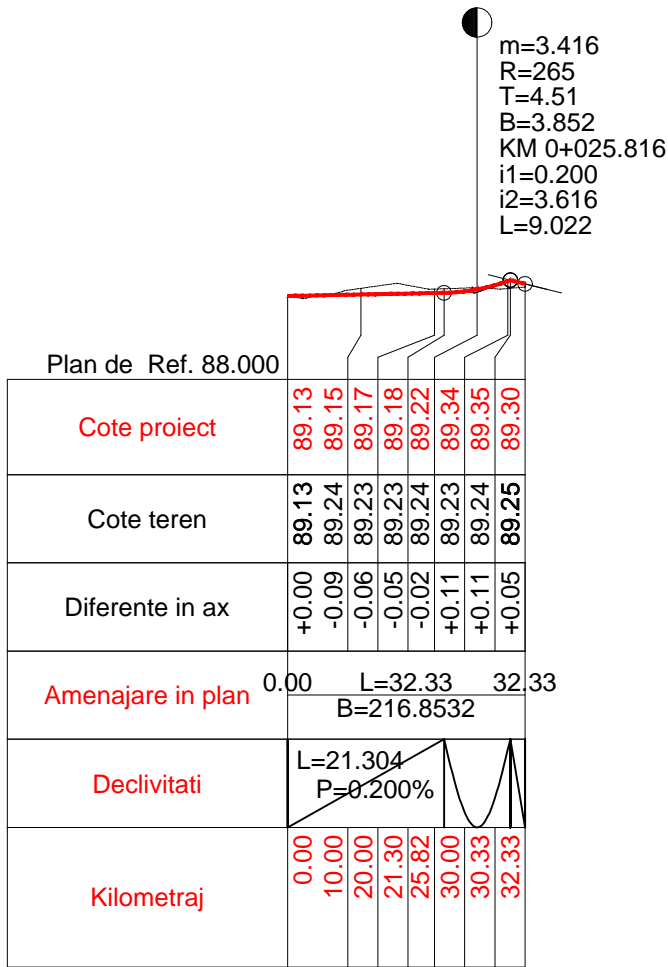 m=3.416
R=265
T=4.51
B=3.852
KM 0+025.816
i1=0.200
i2=3.616
L=9.022
Plan de Ref. 88.000
Cote proiect 89.13 89.15 89.17 89.18 89.22 89.34 89.35 89.30
Cote teren 89.13 89.24 89.23 89.23 89.24 89.23 89.24 89.25
Diferente in ax +0.00 -0.09 -0.06 -0.05 -0.02 +0.11 +0.11 +0.05
Amenajare in plan 0.00 L=32.33 32.33
B=216.8532
Declivitati L=21.304
P=0.200%
Kilometraj 0.00 10.00 20.00 21.30 25.82 30.00 30.33 32.33